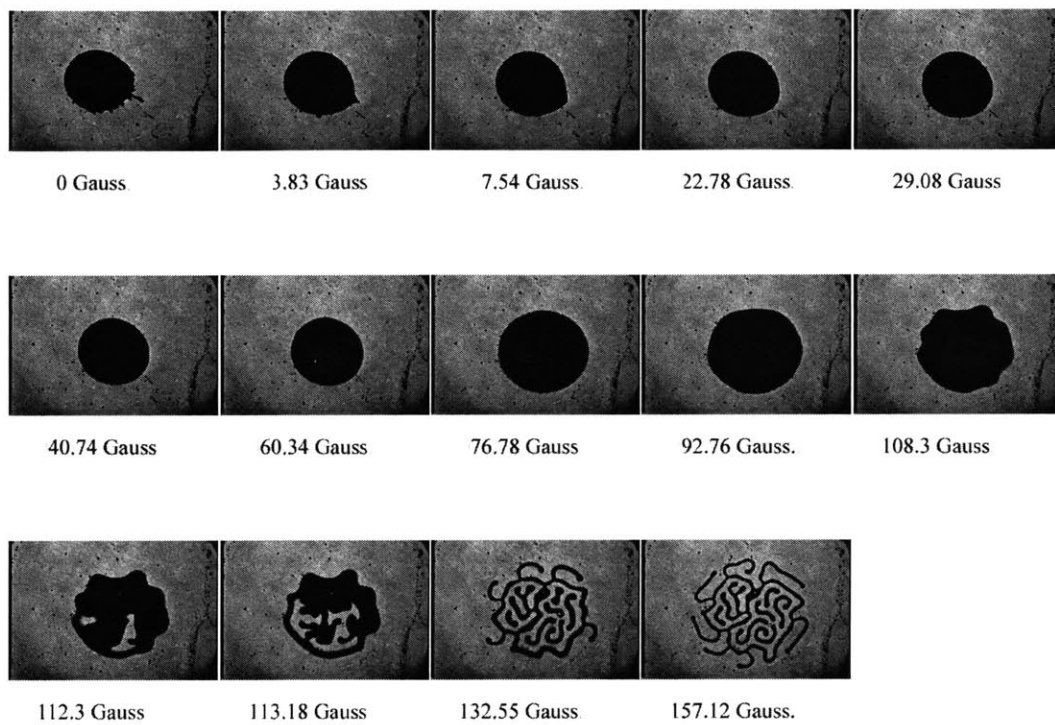 0 Gauss.
3.83 Gauss
7.54 Gauss.
22.78 Gauss.
29.08 Gauss
40.74 Gauss
60.34 Gauss
76.78 Gauss
92.76 Gauss.
108.3 Gauss
112.3 Gauss
113.18 Gauss
132.55 Gauss
157.12 Gauss.